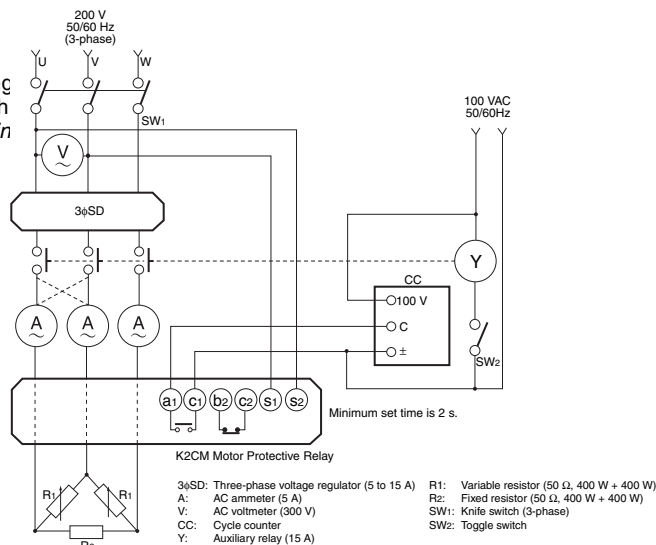 200 V
50/60 Hz
(3-phase)
U V W
SW1
100 VAC
50/60Hz
V
3ϕSD
Y
CC
100 V
C
±
A A A
SW2
a1 c1 b2 c2 s1 s2
Minimum set time is 2 s.
K2CM Motor Protective Relay
R1 R1
3ϕSD: Three-phase voltage regulator (5 to 15 A)
A: AC ammeter (5 A)
V: AC voltmeter (300 V)
CC: Cycle counter
Y: Auxiliary relay (15 A)
R1: Variable resistor (50 Ω, 400 W + 400 W)
R2: Fixed resistor (50 Ω, 400 W + 400 W)
SW1: Knife switch (3-phase)
SW2: Toggle switch